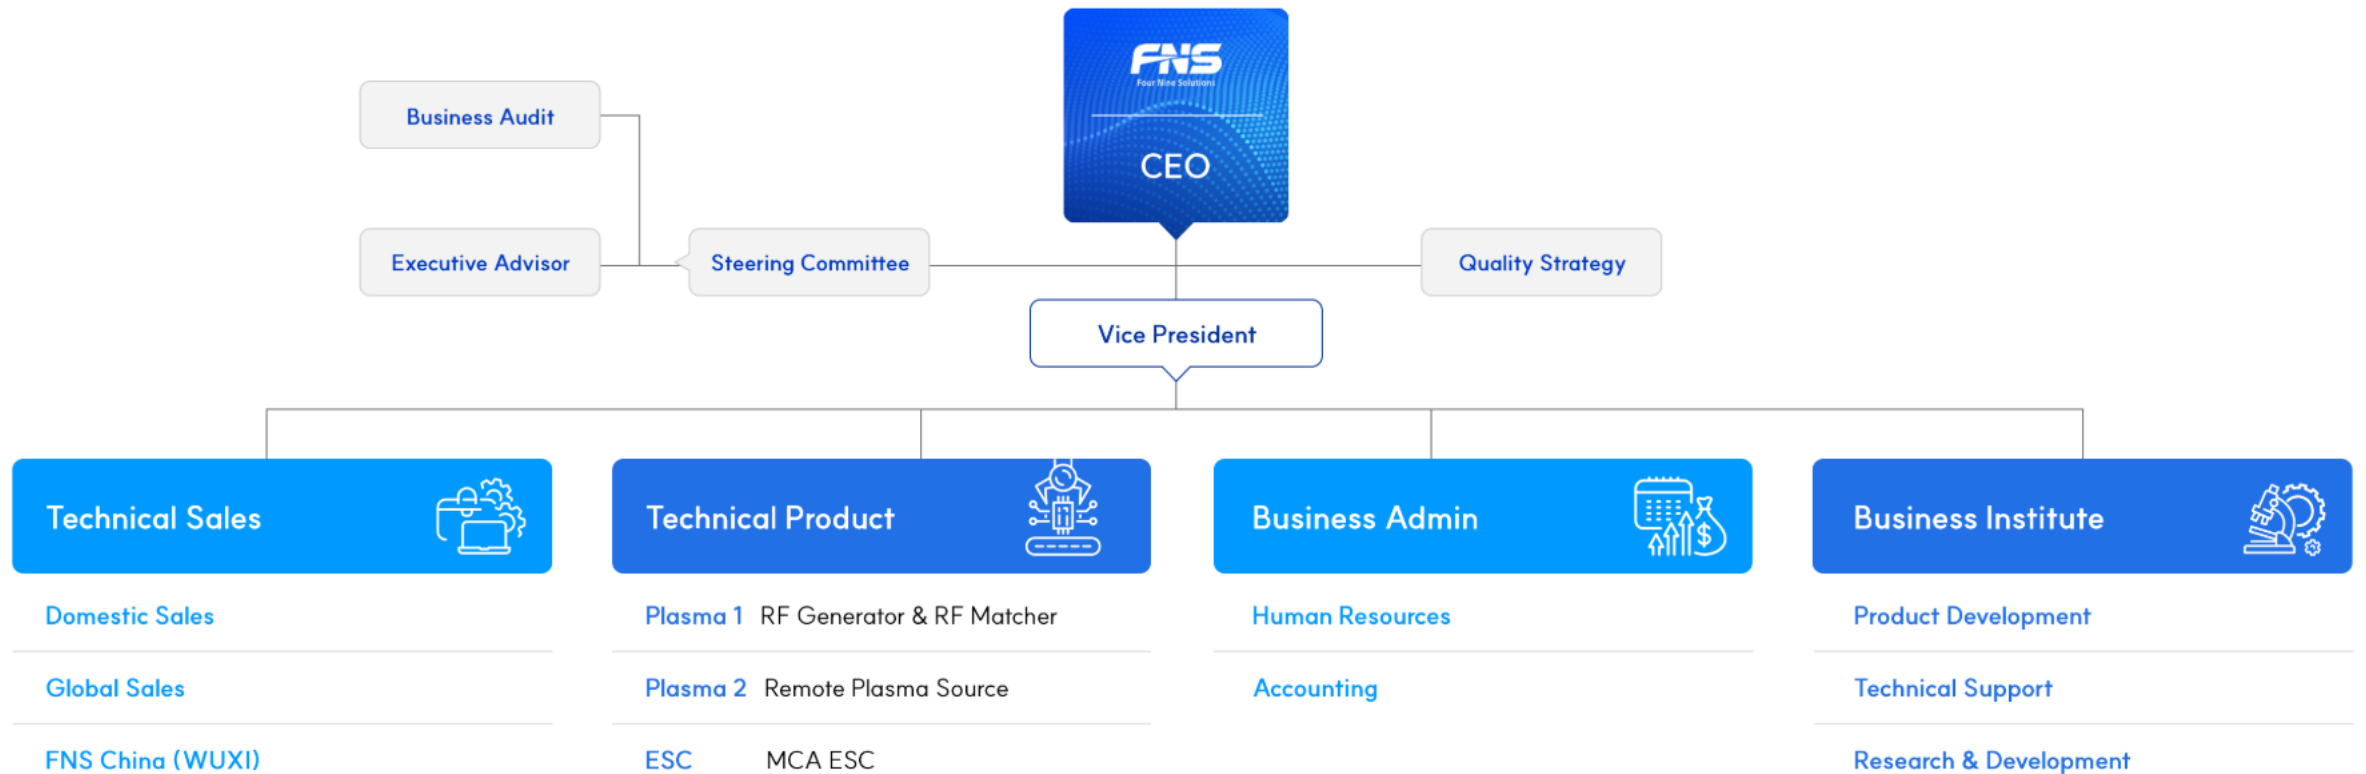 FNS
Four Nine Solutions
CEO
Business Audit
Executive Advisor
Steering Committee
Quality Strategy
Vice President
Technical Sales
Domestic Sales
Global Sales
FNS China (WUXI)
Technical Product
Plasma 1 RF Generator & RF Matcher
Plasma 2 Remote Plasma Source
ESC MCA ESC
Business Admin
Human Resources
Accounting
Business Institute
Product Development
Technical Support
Research & Development